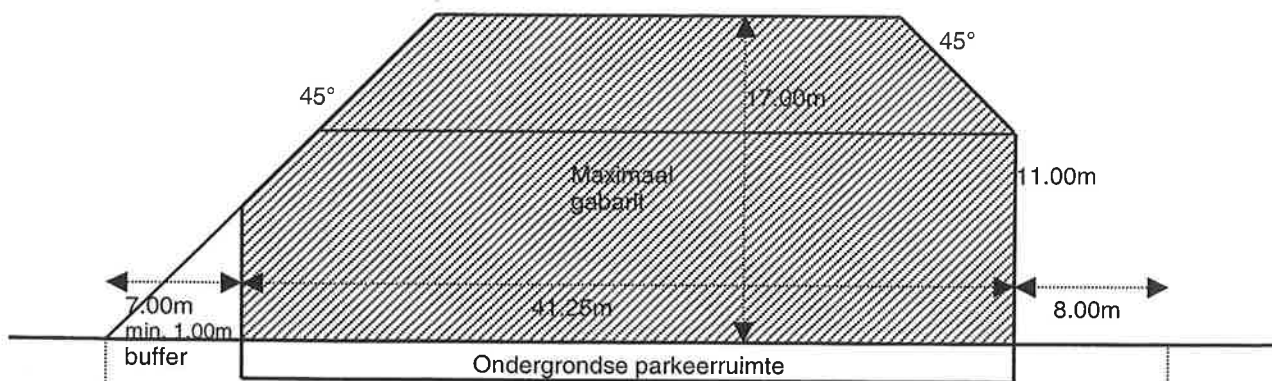 45°
45°
17.00m
Maximaal
gabarit
11.00m
7.00m
41.25m
8.00m
min. 1.00m
buffer
Ondergrondse parkeerruimte